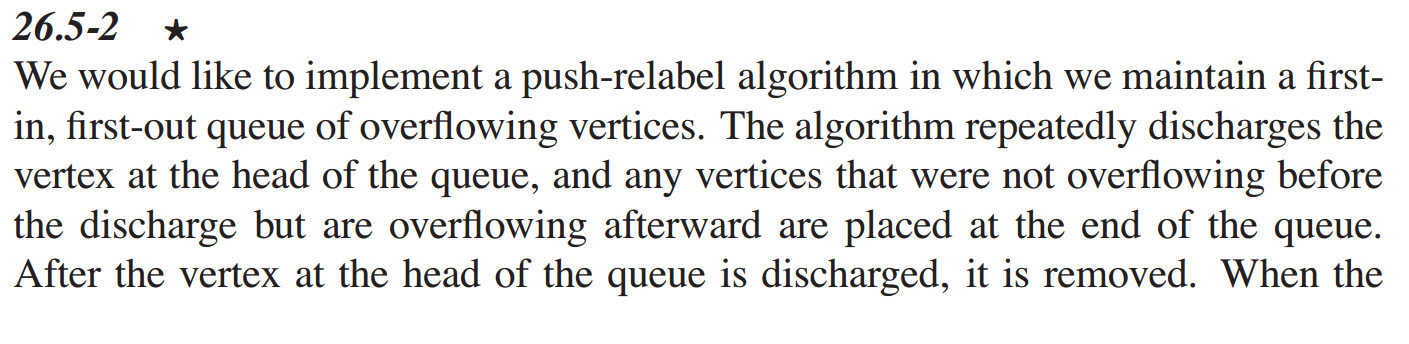 26.5-2 ★
We would like to implement a push-relabel algorithm in which we maintain a first-
in, first-out queue of overflowing vertices. The algorithm repeatedly discharges the
vertex at the head of the queue, and any vertices that were not overflowing before
the discharge but are overflowing afterward are placed at the end of the queue.
After the vertex at the head of the queue is discharged, it is removed. When the